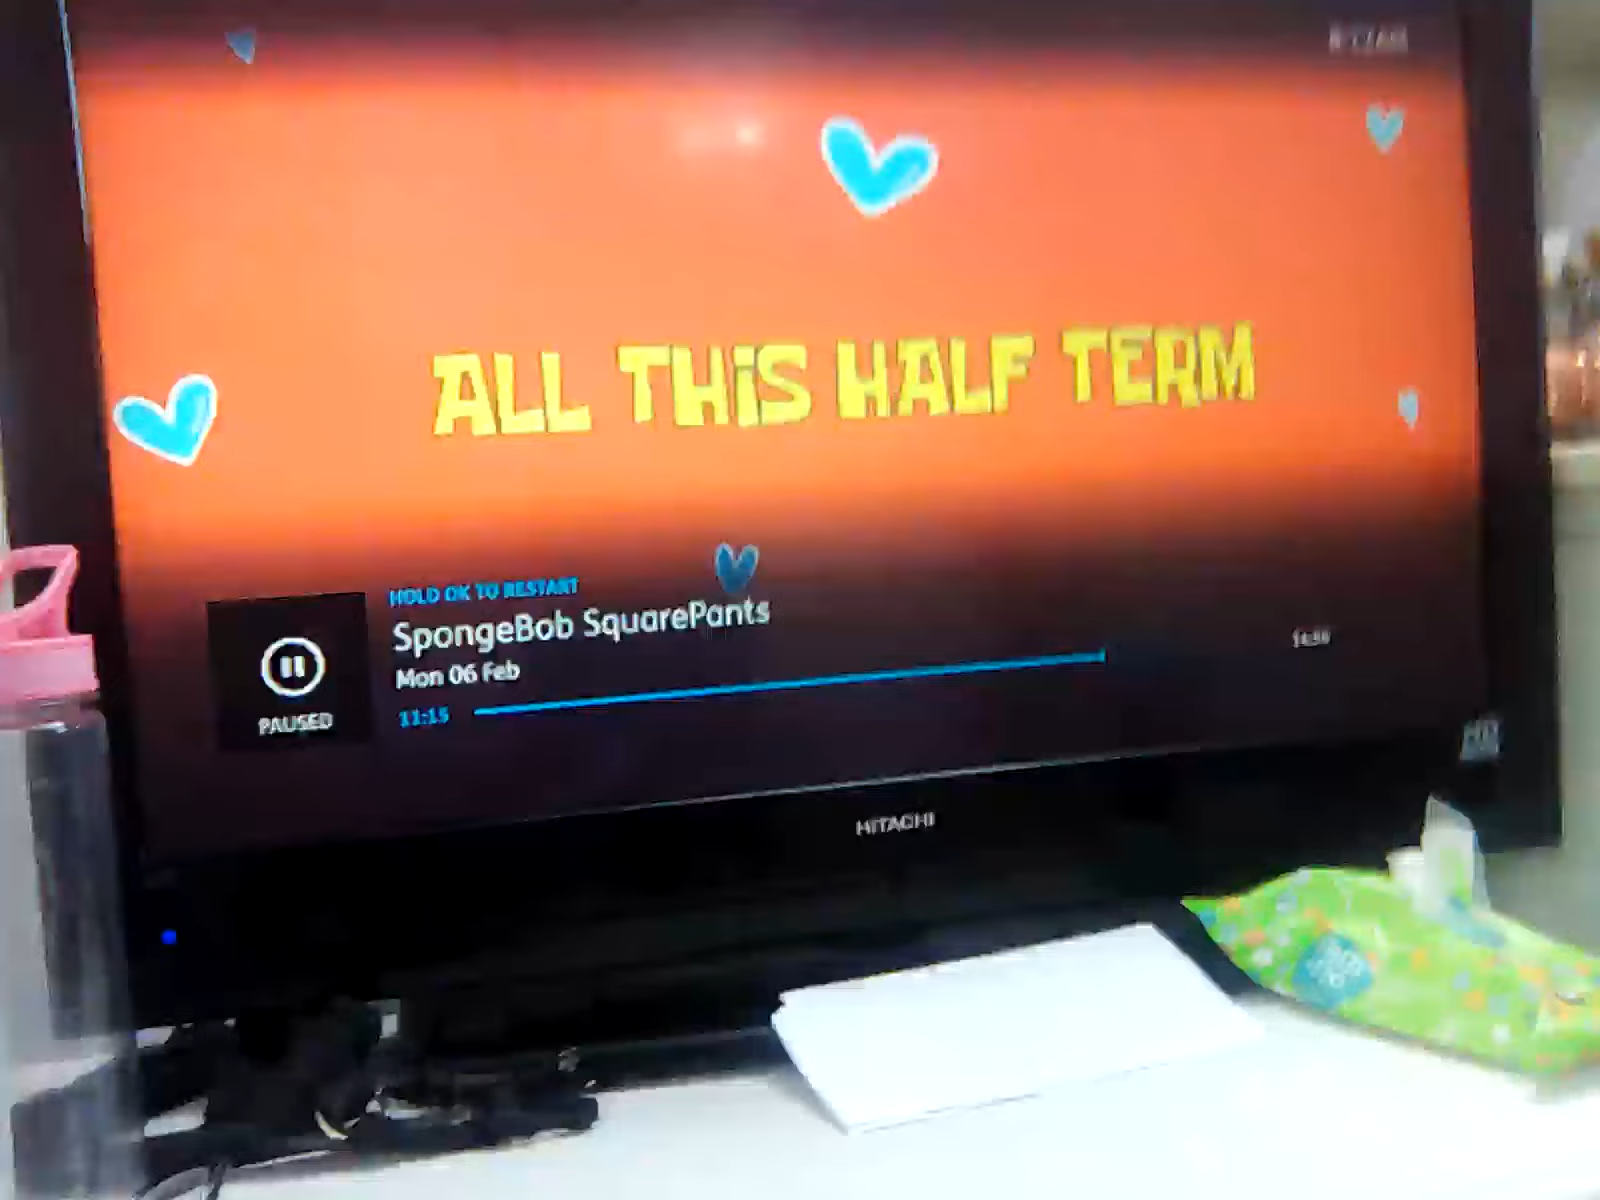 ALL THIS HALF TERM
HOLD OK TO RESTART
SpongeBob SquarePants
Mon 06 Feb
11:15
PAUSED
HITACHI